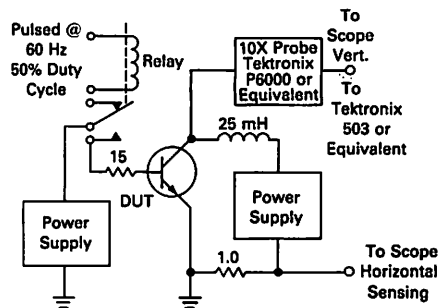 Pulsed @
60 Hz
50% Duty
Cycle
Relay
10X Probe
Tektronix
P6000 or
Equivalent
To
Scope
Vert.
To
Tektronix
503 or
Equivalent
25 mH
15
DUT
Power
Supply
Power
Supply
1.0
To Scope
Horizontal
Sensing